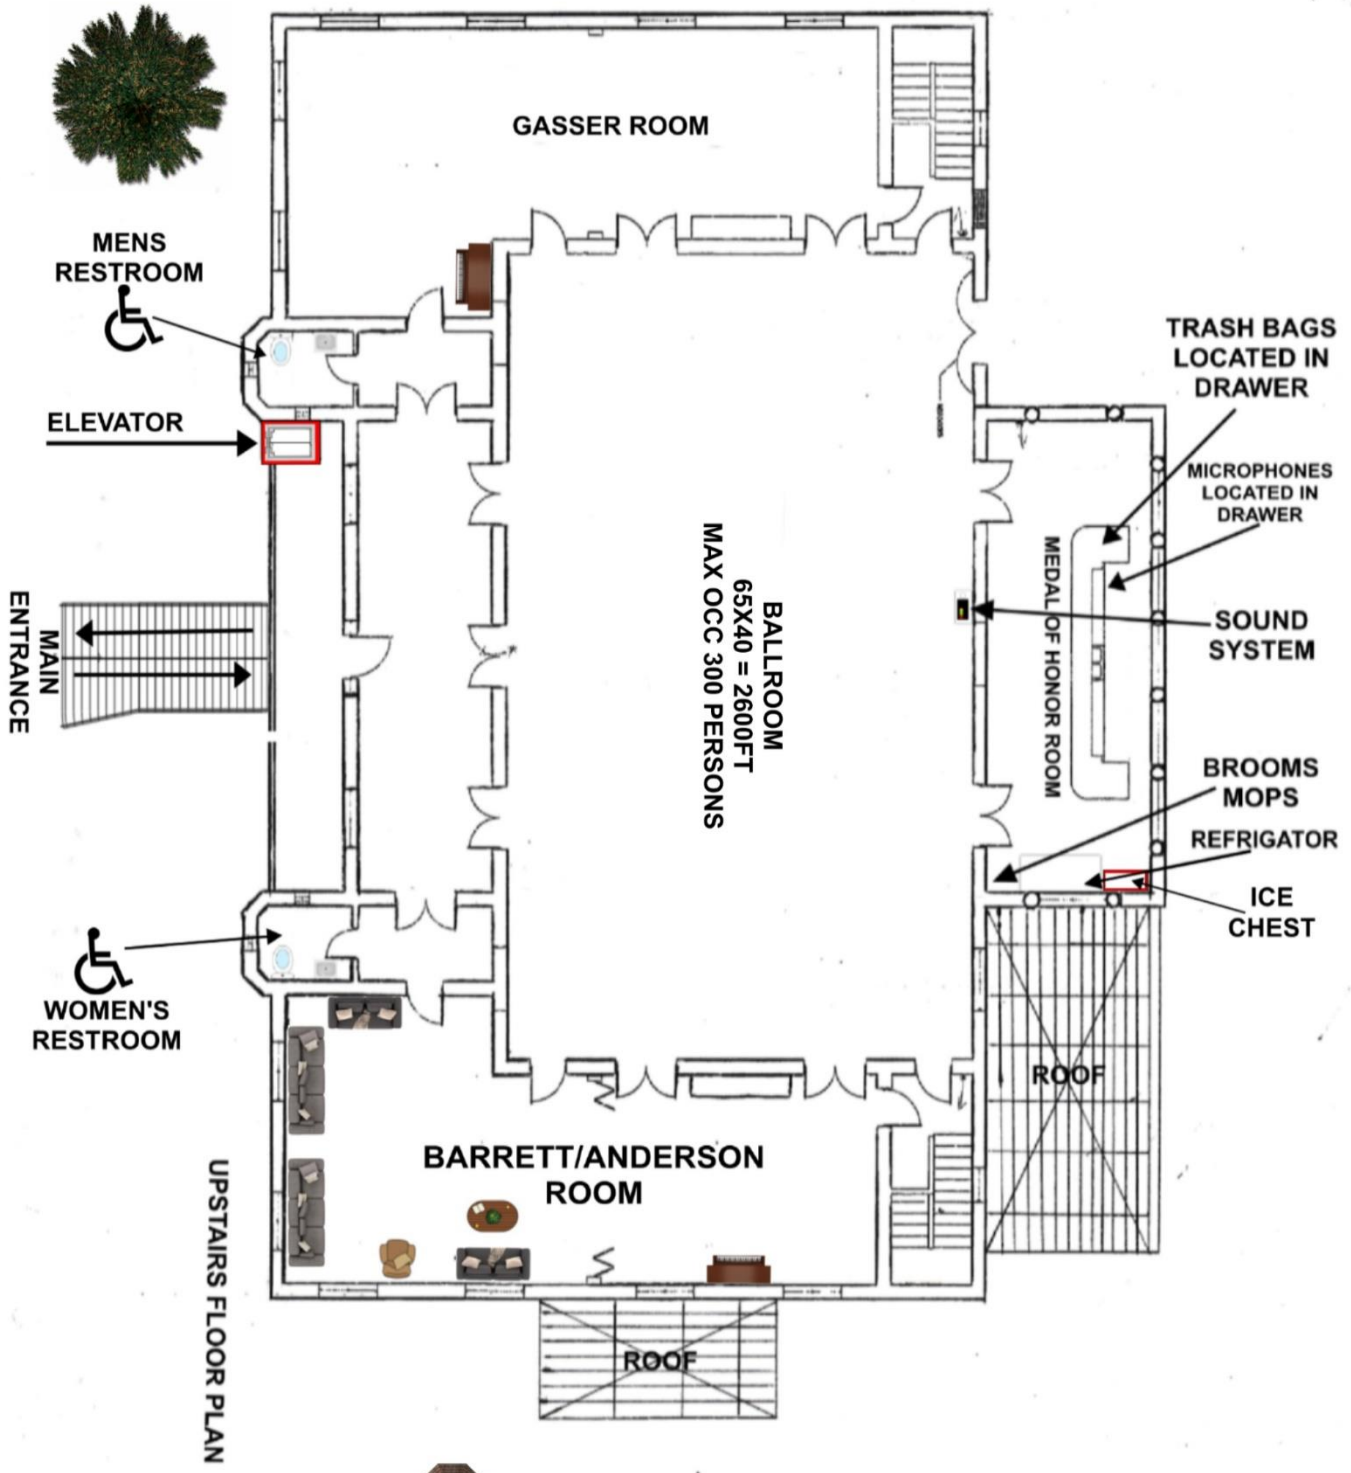 GASSER ROOM
MENS
RESTROOM
ELEVATOR
MAIN
ENTRANCE
BALLROOM
65X40 = 2600FT
MAX OCC 300 PERSONS
MEDAL OF HONOR ROOM
TRASH BAGS
LOCATED IN
DRAWER
MICROPHONES
LOCATED IN
DRAWER
SOUND
SYSTEM
BROOMS
MOPS
REFRIGATOR
ICE
CHEST
WOMEN'S
RESTROOM
ROOF
BARRETT/ANDERSON
ROOM
UPSTAIRS FLOOR PLAN
ROOF